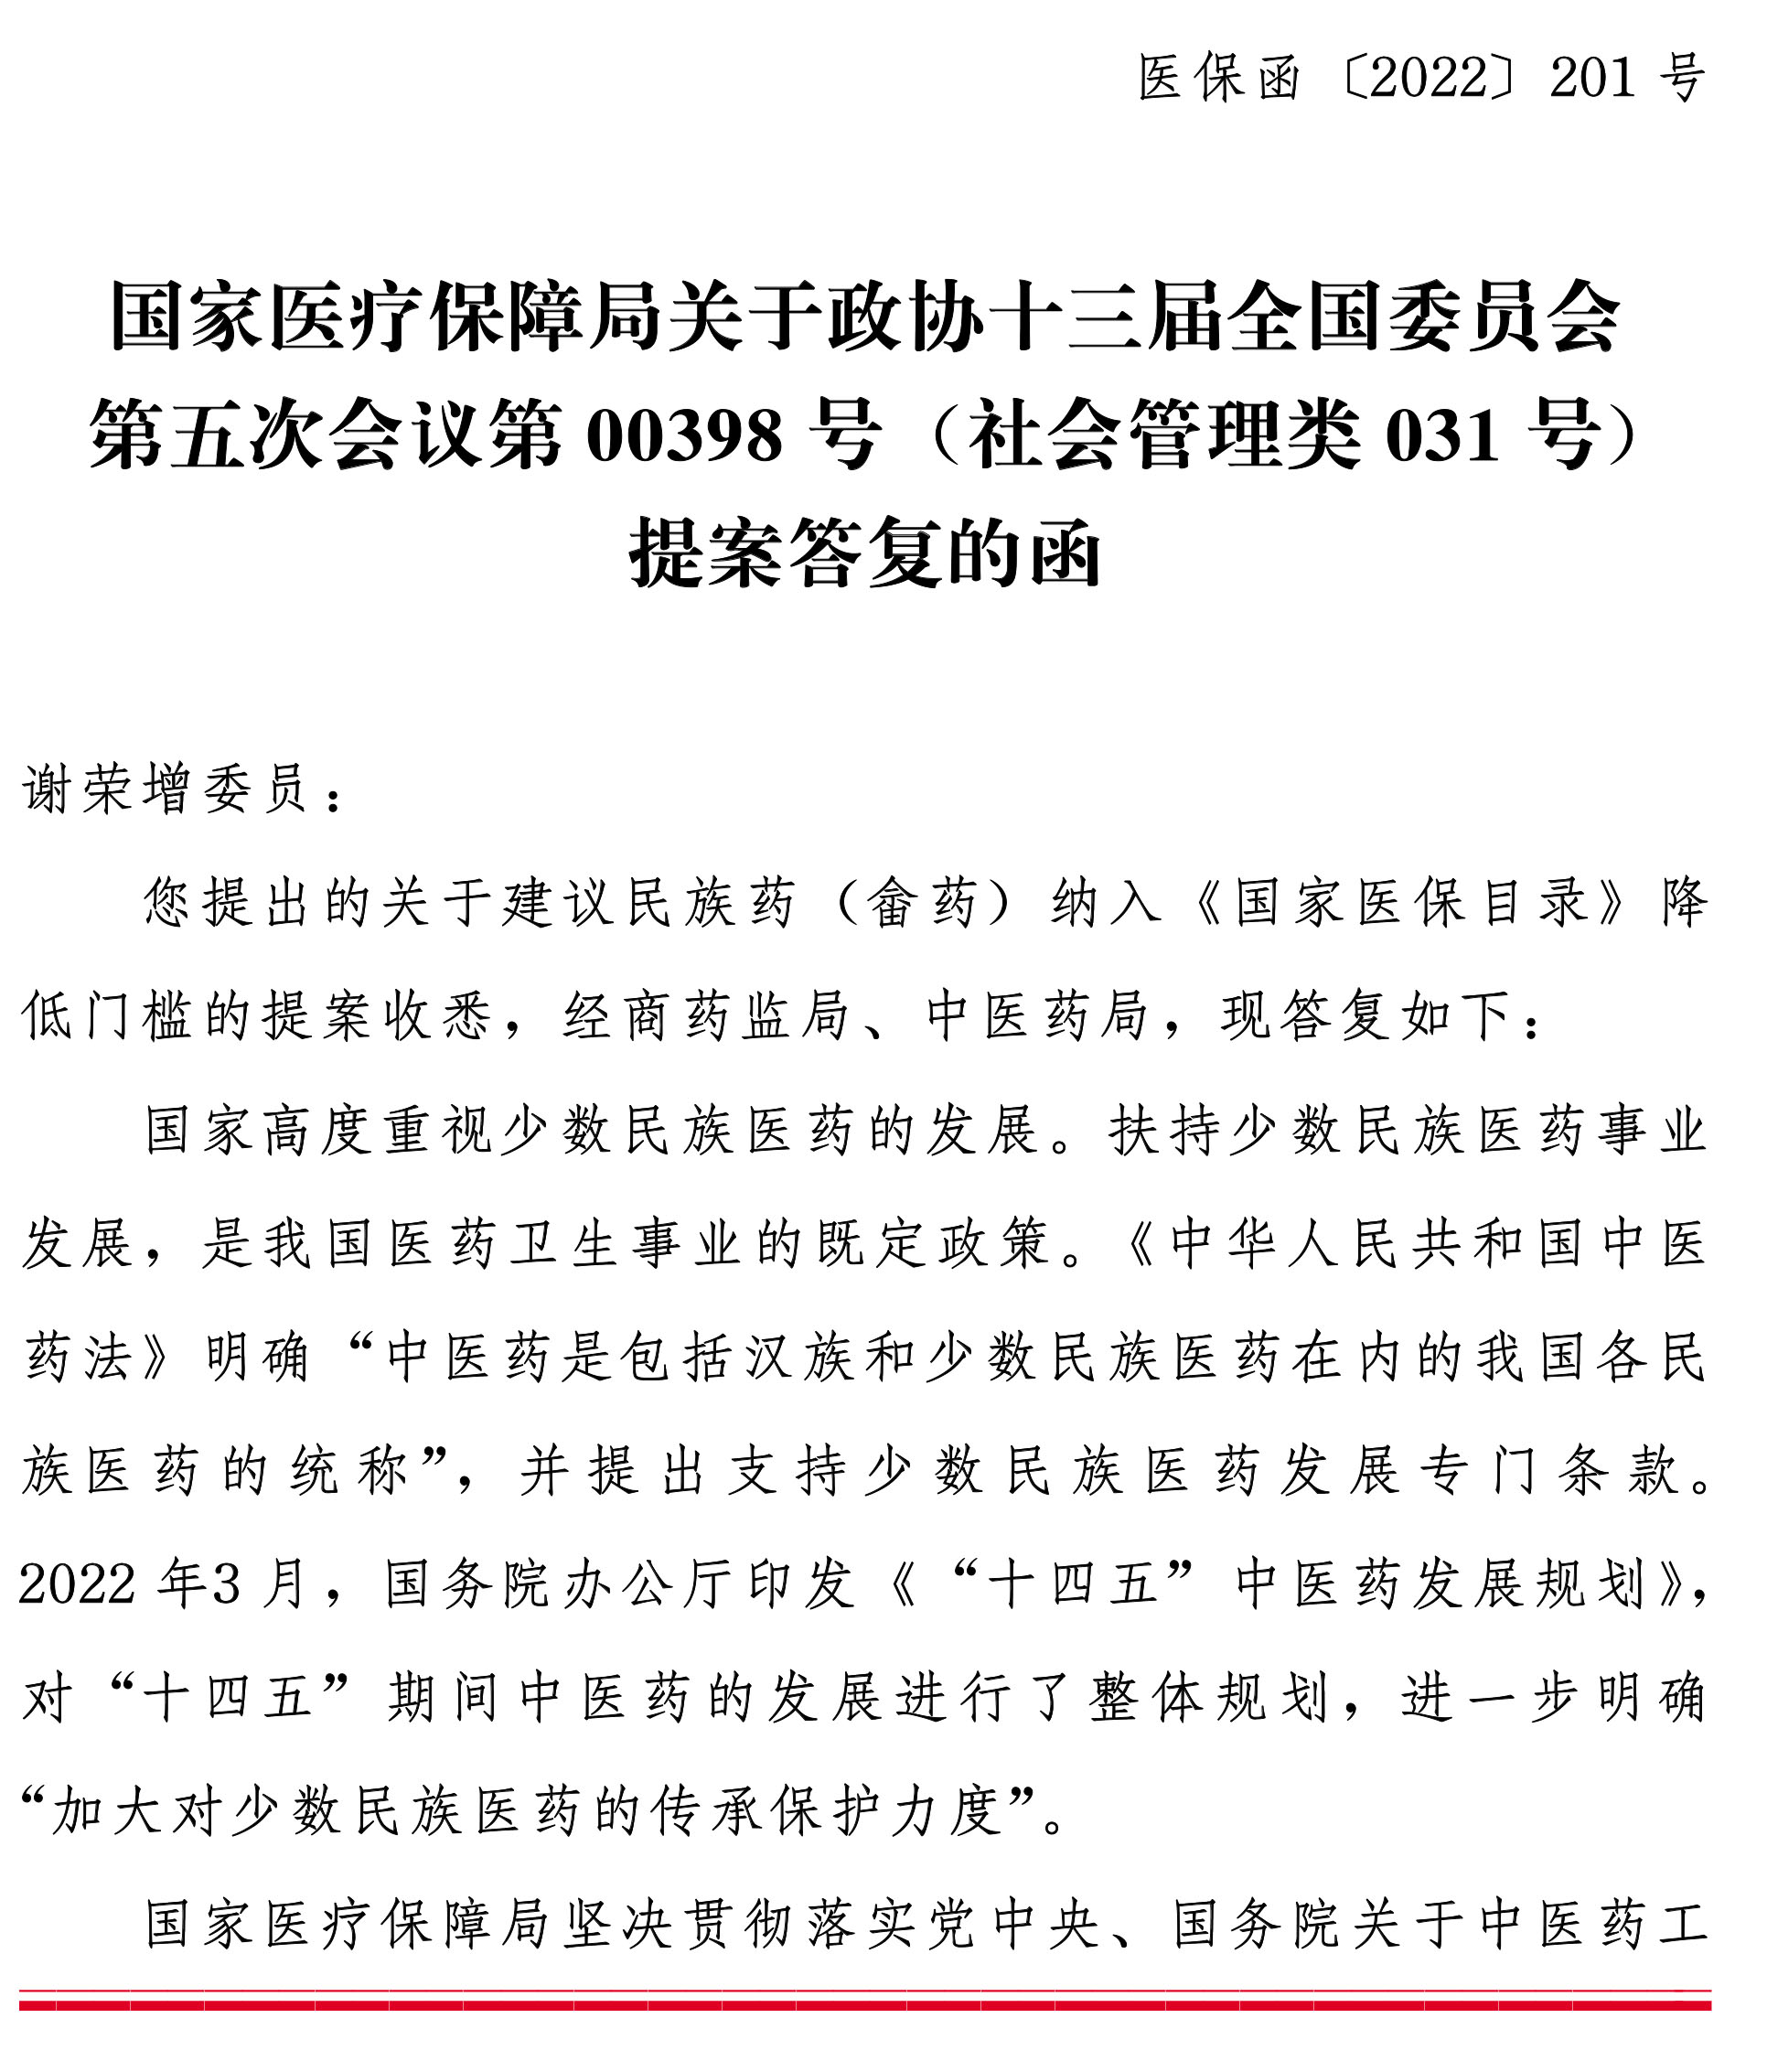 医保函〔2022〕201 号
国家医疗保障局关于政协十三届全国委员会
第五次会议第 00398 号（社会管理类 031 号）
提案答复的函
谢荣增委员：
您提出的关于建议民族药（畲药）纳入《国家医保目录》降
低门槛的提案收悉，经商药监局、中医药局，现答复如下：
国家高度重视少数民族医药的发展。扶持少数民族医药事业
发展，是我国医药卫生事业的既定政策。《中华人民共和国中医
药法》明确“中医药是包括汉族和少数民族医药在内的我国各民
族医药的统称”，并提出支持少数民族医药发展专门条款。
2022 年3 月，国务院办公厅印发《“十四五”中医药发展规划》，
对“十四五”期间中医药的发展进行了整体规划，进一步明确
“加大对少数民族医药的传承保护力度”。
国家医疗保障局坚决贯彻落实党中央、国务院关于中医药工